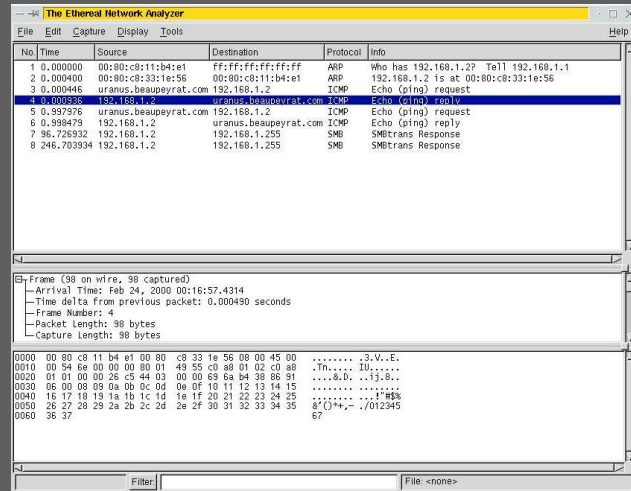 The Ethereal Network Analyzer
File Edit Capture Display Tools Help
No. Time Source Destination Protocol Info
1 0.000000 00:80:c8:11:b4:e1 ff:ff:ff:ff:ff:ff ARP Who has 192.168.1.2? Tell 192.168.1.1
2 0.000400 00:80:c8:33:1e:56 00:80:c8:11:b4:e1 ARP 192.168.1.2 is at 00:80:c8:33:1e:56
3 0.000446 uranus.beaupeyrat.com 192.168.1.2 ICMP Echo (ping) request
4 0.000936 192.168.1.2 uranus.beaupeyrat.com ICMP Echo (ping) reply
5 0.997976 uranus.beaupeyrat.com 192.168.1.2 ICMP Echo (ping) request
6 0.998479 192.168.1.2 uranus.beaupeyrat.com ICMP Echo (ping) reply
7 96.726932 192.168.1.2 192.168.1.255 SMB SMBtrans Response
8 246.703934 192.168.1.2 192.168.1.255 SMB SMBtrans Response
Frame (98 on wire, 98 captured)
Arrival Time: Feb 24, 2000 00:16:57.4314
Time delta from previous packet: 0.000490 seconds
Frame Number: 4
Packet Length: 98 bytes
Capture Length: 98 bytes
0000 00 80 c8 11 b4 e1 00 80 c8 33 1e 56 08 00 45 00 ........ .3.V..E.
0010 00 54 6e 00 00 00 80 01 49 55 c0 a8 01 02 c0 a8 .Tn..... IU......
0020 01 01 00 00 26 c5 44 03 00 00 69 6a b4 38 86 91 ....&.D. ..ij.8..
0030 06 00 08 09 0a 0b 0c 0d 0e 0f 10 11 12 13 14 15 ........ ........
0040 16 17 18 19 1a 1b 1c 1d 1e 1f 20 21 22 23 24 25 ........ .. !"#$%
0050 26 27 28 29 2a 2b 2c 2d 2e 2f 30 31 32 33 34 35 &'()*+,- ./012345
0060 36 37 67
Filter: File: <none>